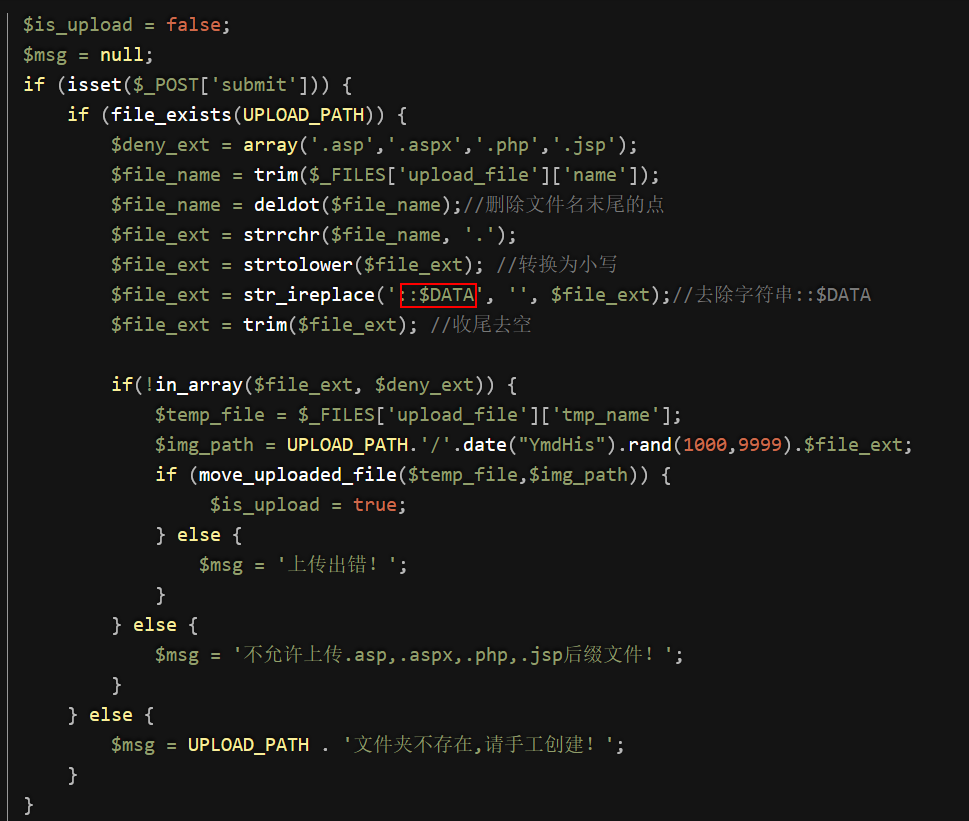 $is_upload = false;
$msg = null;
if (isset($_POST['submit'])) {
    if (file_exists(UPLOAD_PATH)) {
        $deny_ext = array('.asp','.aspx','.php','.jsp');
        $file_name = trim($_FILES['upload_file']['name']);
        $file_name = deldot($file_name);//删除文件名末尾的点
        $file_ext = strrchr($file_name, '.');
        $file_ext = strtolower($file_ext); //转换为小写
        $file_ext = str_ireplace('::$DATA', '', $file_ext);//去除字符串::$DATA
        $file_ext = trim($file_ext); //收尾去空

        if(!in_array($file_ext, $deny_ext)) {
            $temp_file = $_FILES['upload_file']['tmp_name'];
            $img_path = UPLOAD_PATH.'/'.date("YmdHis").rand(1000,9999).$file_ext;
            if (move_uploaded_file($temp_file,$img_path)) {
                 $is_upload = true;
            } else {
                $msg = '上传出错！';
            }
        } else {
            $msg = '不允许上传.asp,.aspx,.php,.jsp后缀文件！';
        }
    } else {
        $msg = UPLOAD_PATH . '文件夹不存在,请手工创建！';
    }
}